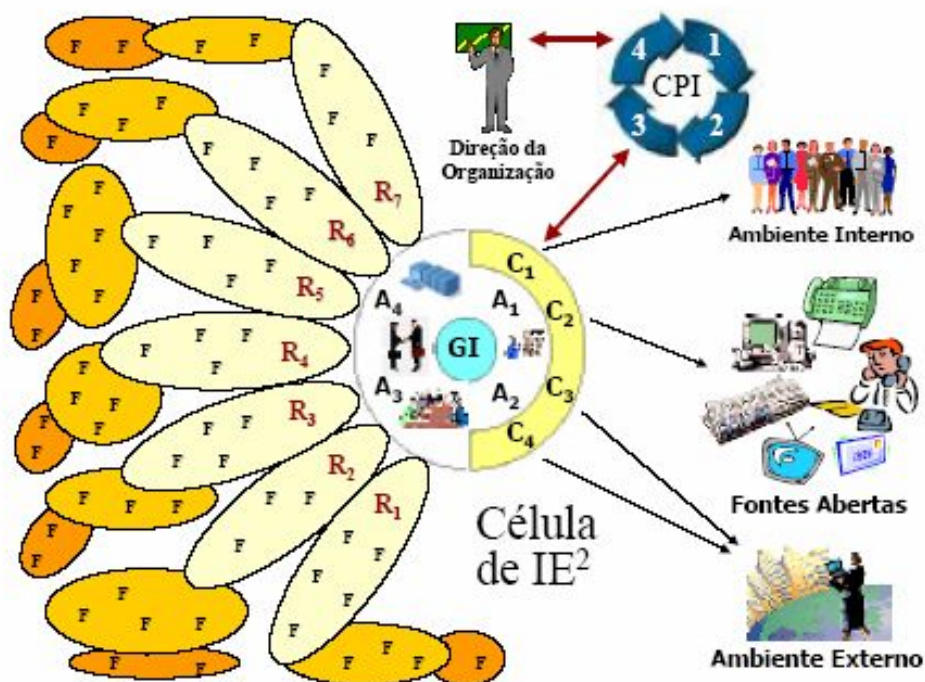 F F F F
F
F F
F
F
R₇
F F F
F
F F
F F F
R₆
F F
F F
F F
F F
R₅
F
F
F F F
F F
R₄
F F F
F F
F F F
R₃
F F F
F F
F F F
F
R₂
F F F
F
R₁
F F
F F
F F
F
F
F F F
F F
F F F
F F
4 1
CPI
3 2
Direção da
Organização
Ambiente Interno
C₁
C₂
C₃
C₄
A₄ A₁
GI
A₃ A₂
Fontes Abertas
Célula
de IE²
Ambiente Externo